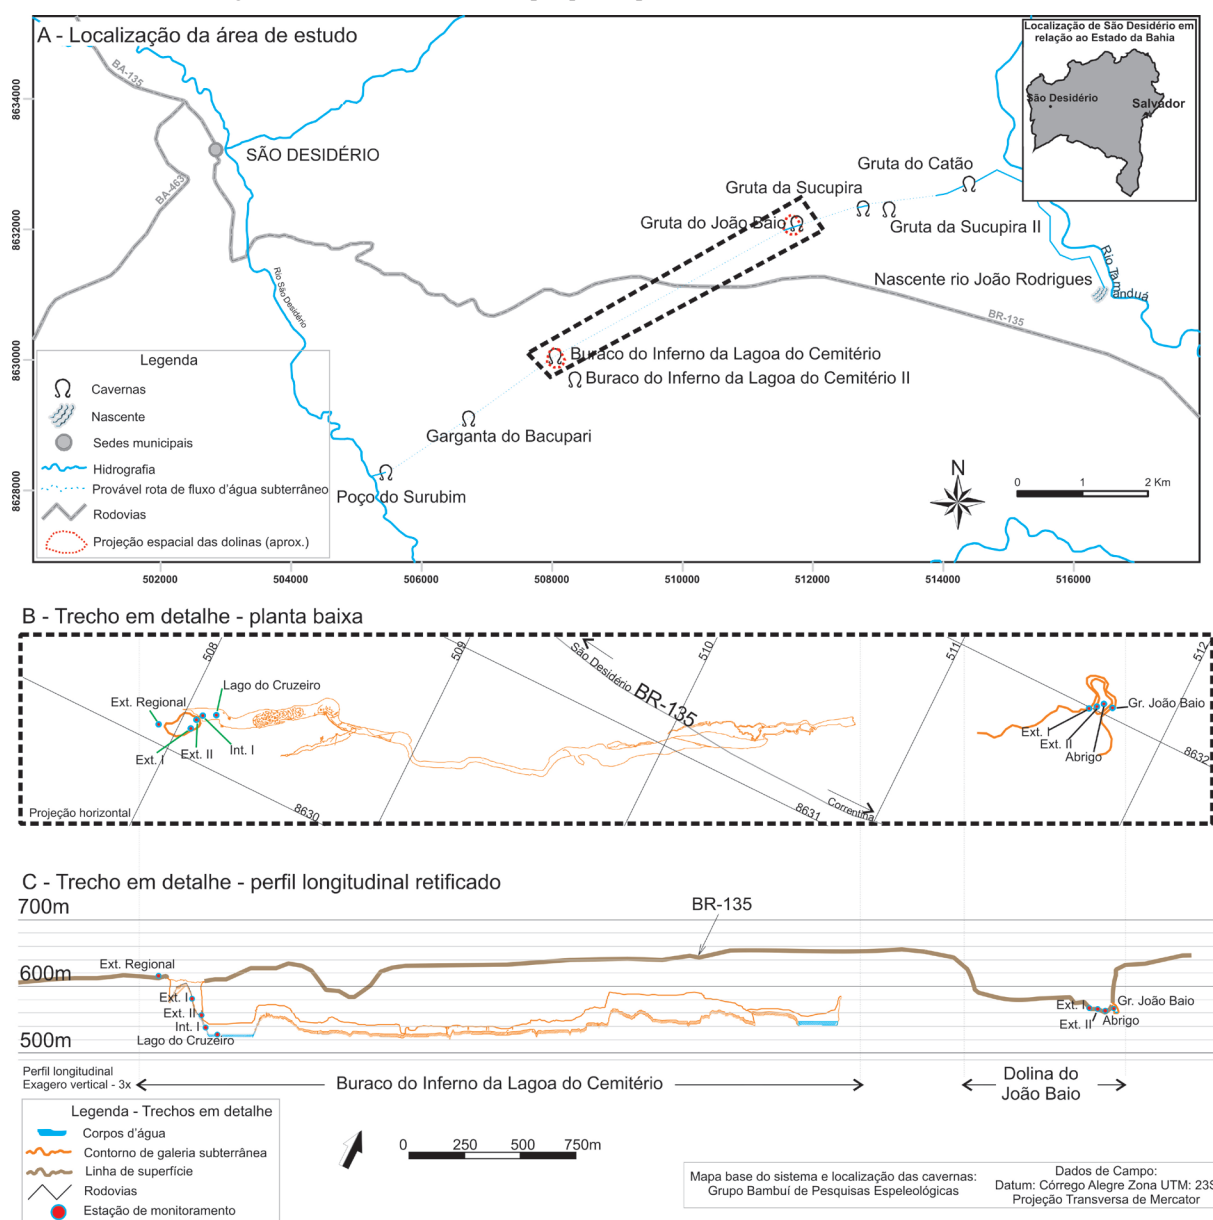 A - Localização da área de estudo
Localização de São Desidério em
relação ao Estado da Bahia
São Desidério
Salvador
8634000
8632000
8630000
8628000
BA-135
BA-463
SÃO DESIDÉRIO
Rio São Desidério
Gruta do Catão
Gruta da Sucupira
Gruta do João Baio
Gruta da Sucupira II
Nascente rio João Rodrigues
Rio Tamanduá
BR-135
Buraco do Inferno da Lagoa do Cemitério
Buraco do Inferno da Lagoa do Cemitério II
Garganta do Bacupari
Poço do Surubim
Legenda
Cavernas
Nascente
Sedes municipais
Hidrografia
Provável rota de fluxo d'água subterrâneo
Rodovias
Projeção espacial das dolinas (aprox.)
N
0 1 2 Km
502000 504000 506000 508000 510000 512000 514000 516000
B - Trecho em detalhe - planta baixa
508 509 510 511 512
São Desidério
BR-135
Correntina
Ext. Regional
Lago do Cruzeiro
Ext. I
Ext. II
Int. I
Gr. João Baio
Ext. I
Ext. II
Abrigo
8632
8630
8631
Projeção horizontal
C - Trecho em detalhe - perfil longitudinal retificado
700m
BR-135
600m
Ext. Regional
Ext. I
Ext. II
Int. I
Lago do Cruzeiro
500m
Ext. I
Gr. João Baio
Ext. II
Abrigo
Perfil longitudinal
Exagero vertical - 3x
Buraco do Inferno da Lagoa do Cemitério
Dolina do
João Baio
Legenda - Trechos em detalhe
Corpos d'água
Contorno de galeria subterrânea
Linha de superfície
Rodovias
Estação de monitoramento
0 250 500 750m
Mapa base do sistema e localização das cavernas:
Grupo Bambuí de Pesquisas Espeleológicas
Dados de Campo:
Datum: Córrego Alegre Zona UTM: 23S
Projeção Transversa de Mercator